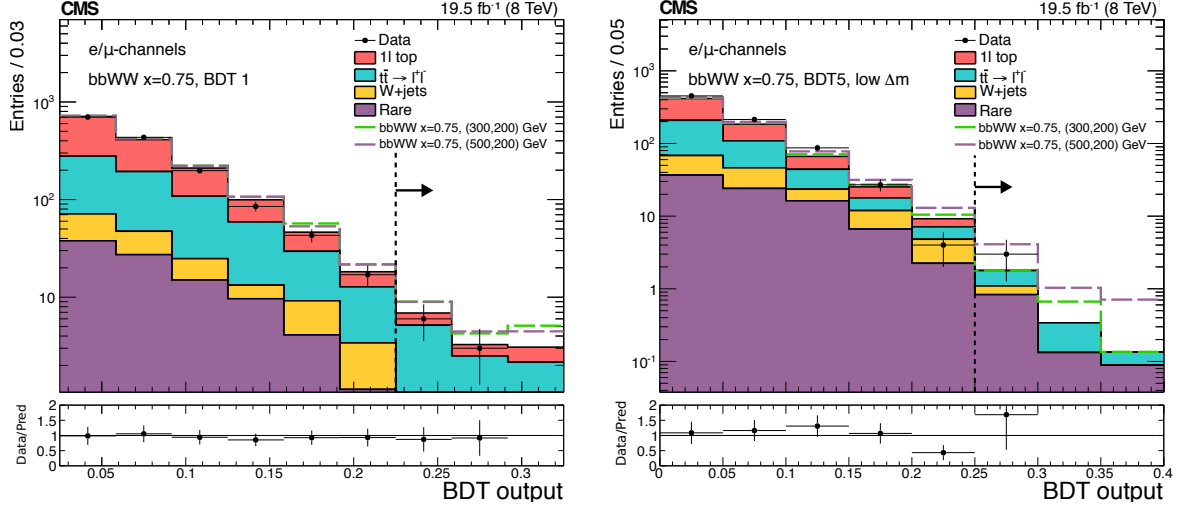 CMS 19.5 fb⁻¹ (8 TeV)
Entries / 0.03
e/μ-channels
bbWW x=0.75, BDT 1
Data
1l top
tt̄ → l⁺l⁻
W+jets
Rare
bbWW x=0.75, (300,200) GeV
bbWW x=0.75, (500,200) GeV
10³
10²
10
Data/Pred
2
1.5
1
0.5
0
0.05 0.1 0.15 0.2 0.25 0.3
BDT output
CMS 19.5 fb⁻¹ (8 TeV)
Entries / 0.05
e/μ-channels
bbWW x=0.75, BDT5, low Δm
Data
1l top
tt̄ → l⁺l⁻
W+jets
Rare
bbWW x=0.75, (300,200) GeV
bbWW x=0.75, (500,200) GeV
10³
10²
10
1
10⁻¹
Data/Pred
2
1.5
1
0.5
0
0 0.05 0.1 0.15 0.2 0.25 0.3 0.35 0.4
BDT output